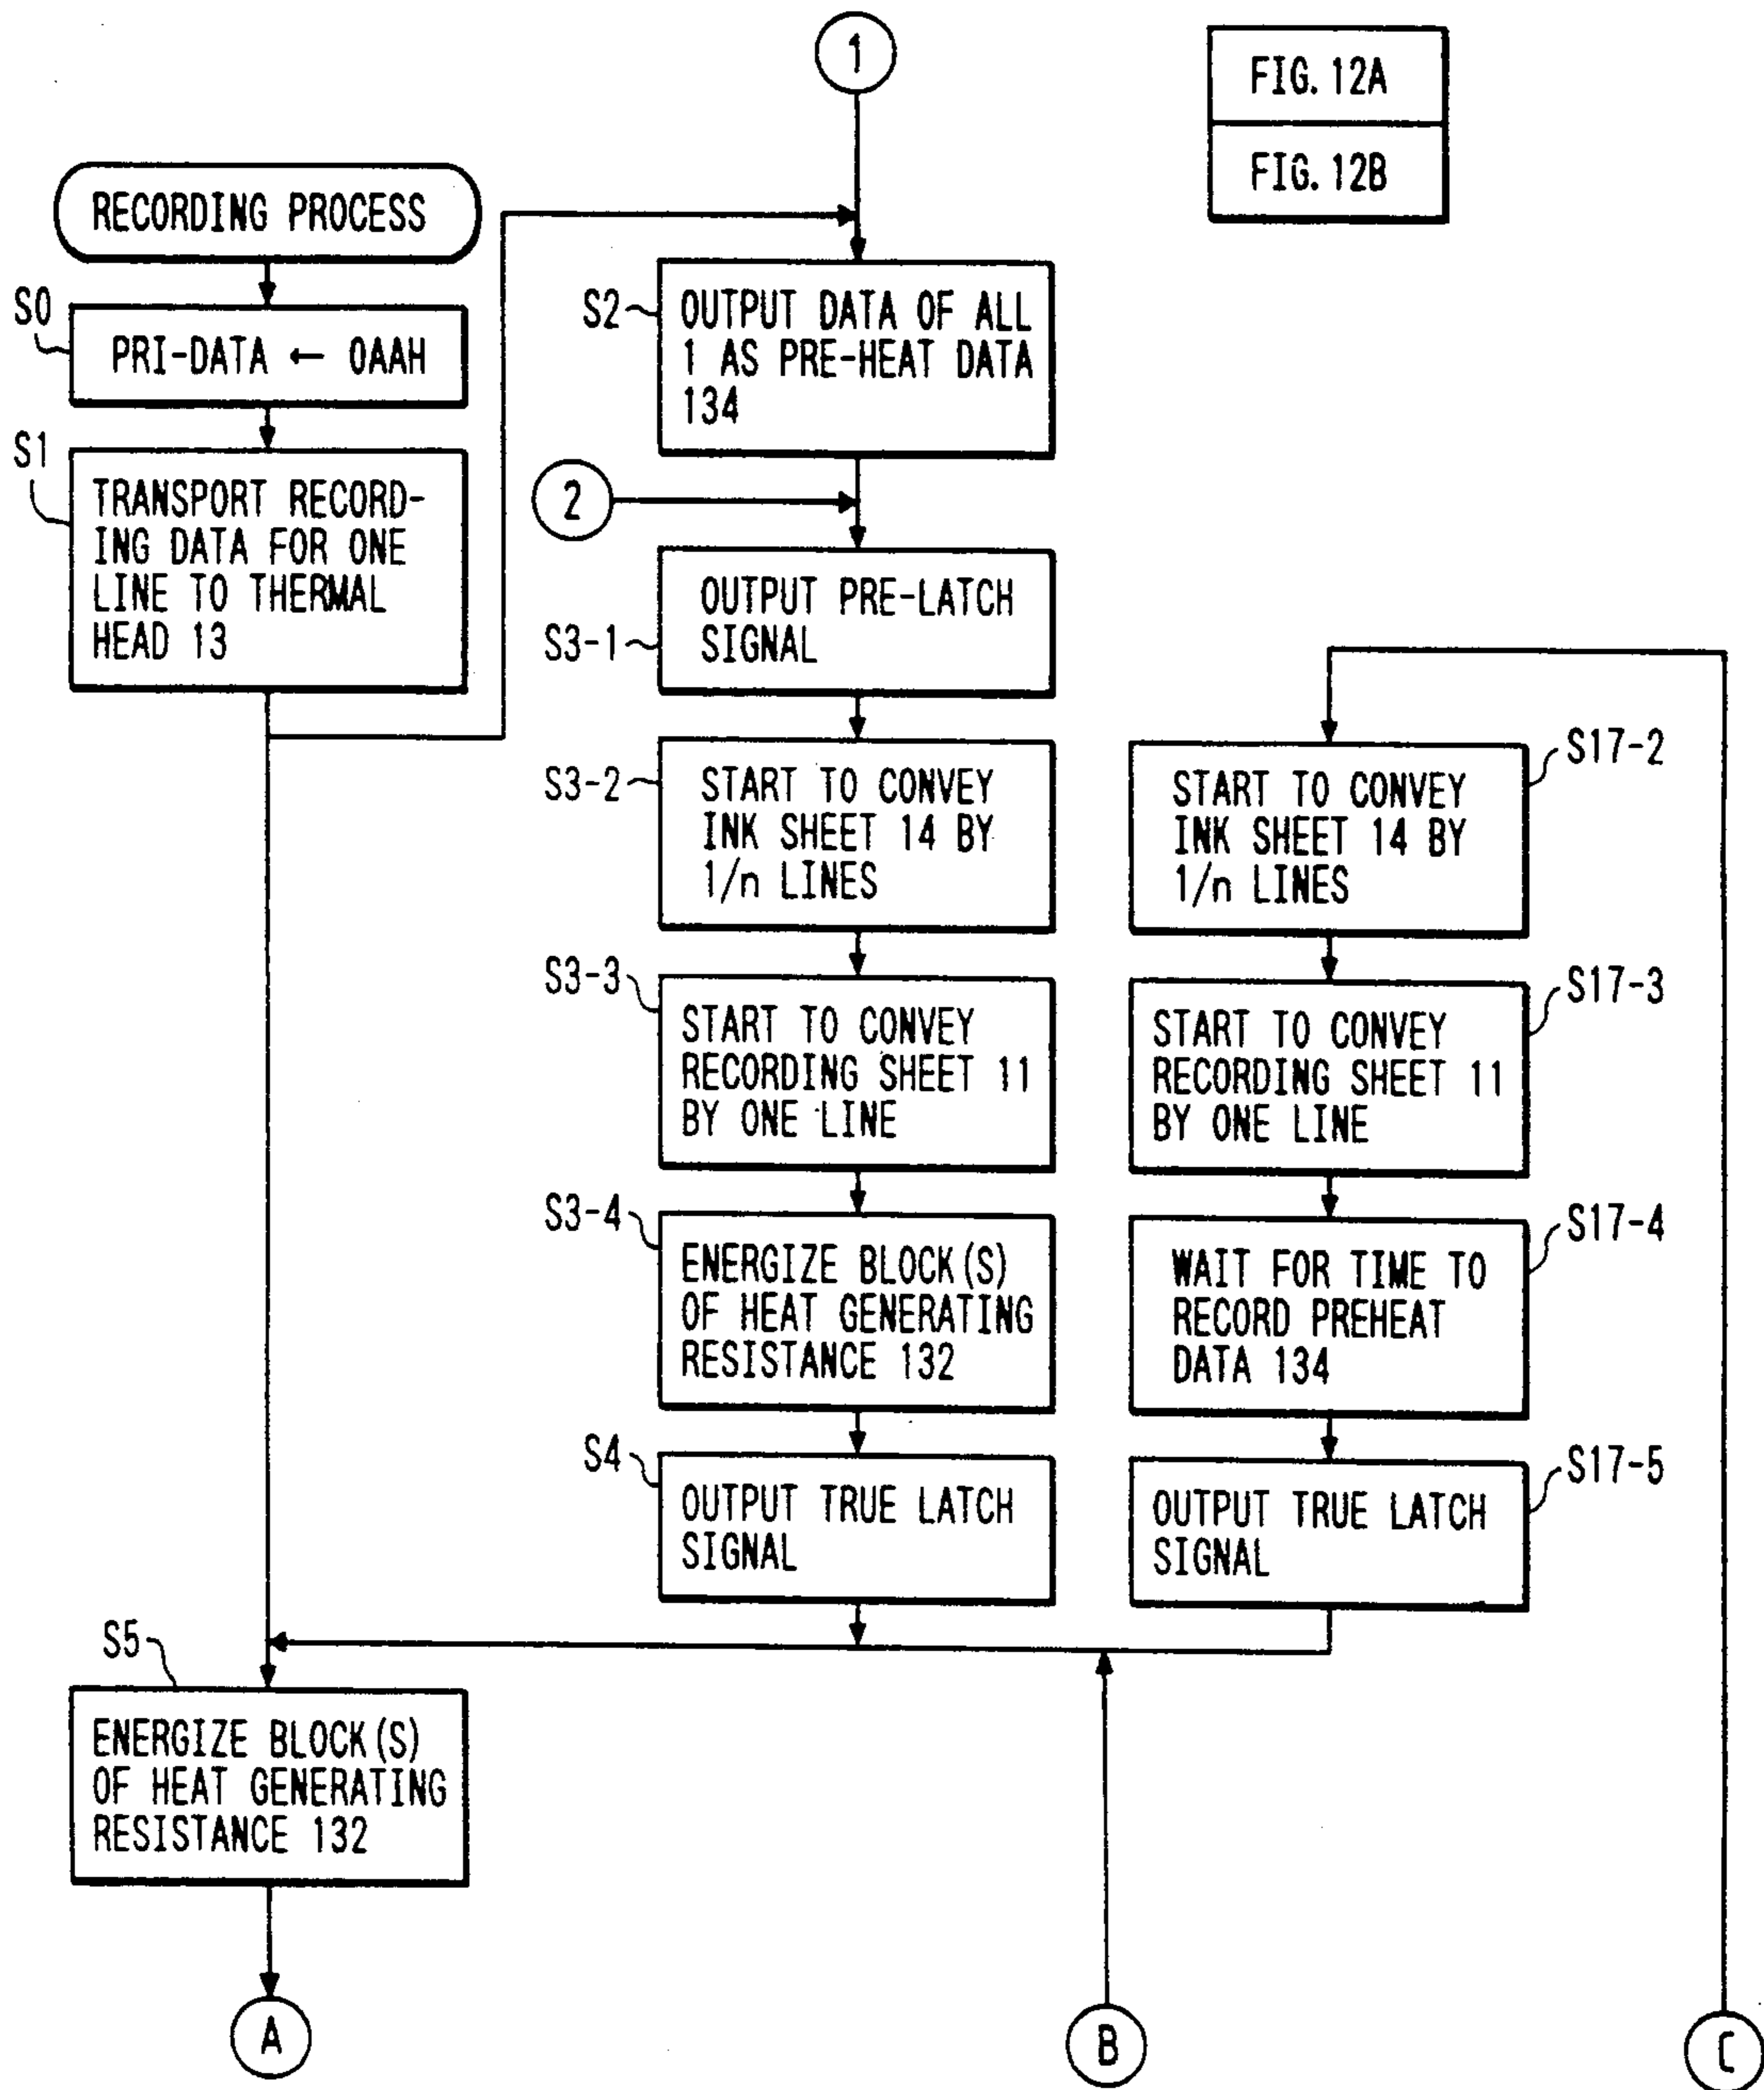 1
FIG. 12A
FIG. 12B
RECORDING PROCESS
S0
PRI-DATA ← 0AAH
S1
TRANSPORT RECORD-
ING DATA FOR ONE
LINE TO THERMAL
HEAD 13
S2
OUTPUT DATA OF ALL
1 AS PRE-HEAT DATA
134
2
S3-1
OUTPUT PRE-LATCH
SIGNAL
S3-2
START TO CONVEY
INK SHEET 14 BY
1/n LINES
S3-3
START TO CONVEY
RECORDING SHEET 11
BY ONE LINE
S3-4
ENERGIZE BLOCK(S)
OF HEAT GENERATING
RESISTANCE 132
S4
OUTPUT TRUE LATCH
SIGNAL
S17-2
START TO CONVEY
INK SHEET 14 BY
1/n LINES
S17-3
START TO CONVEY
RECORDING SHEET 11
BY ONE LINE
S17-4
WAIT FOR TIME TO
RECORD PREHEAT
DATA 134
S17-5
OUTPUT TRUE LATCH
SIGNAL
S5
ENERGIZE BLOCK(S)
OF HEAT GENERATING
RESISTANCE 132
A
B
C